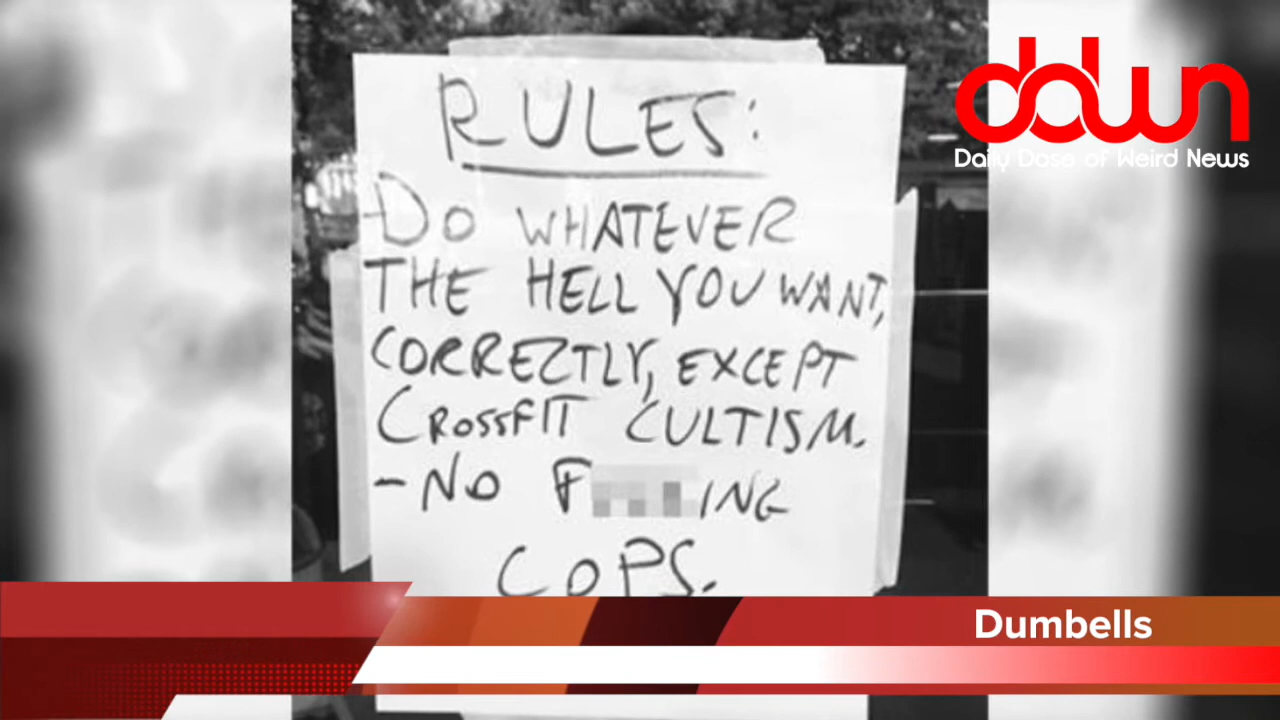 RULES:
DO WHATEVER
THE HELL YOU WANT,
CORRECTLY, EXCEPT
CROSSFIT CULTISM.
- NO F ING
COPS.
down
Daily Dose of Weird News
Dumbells